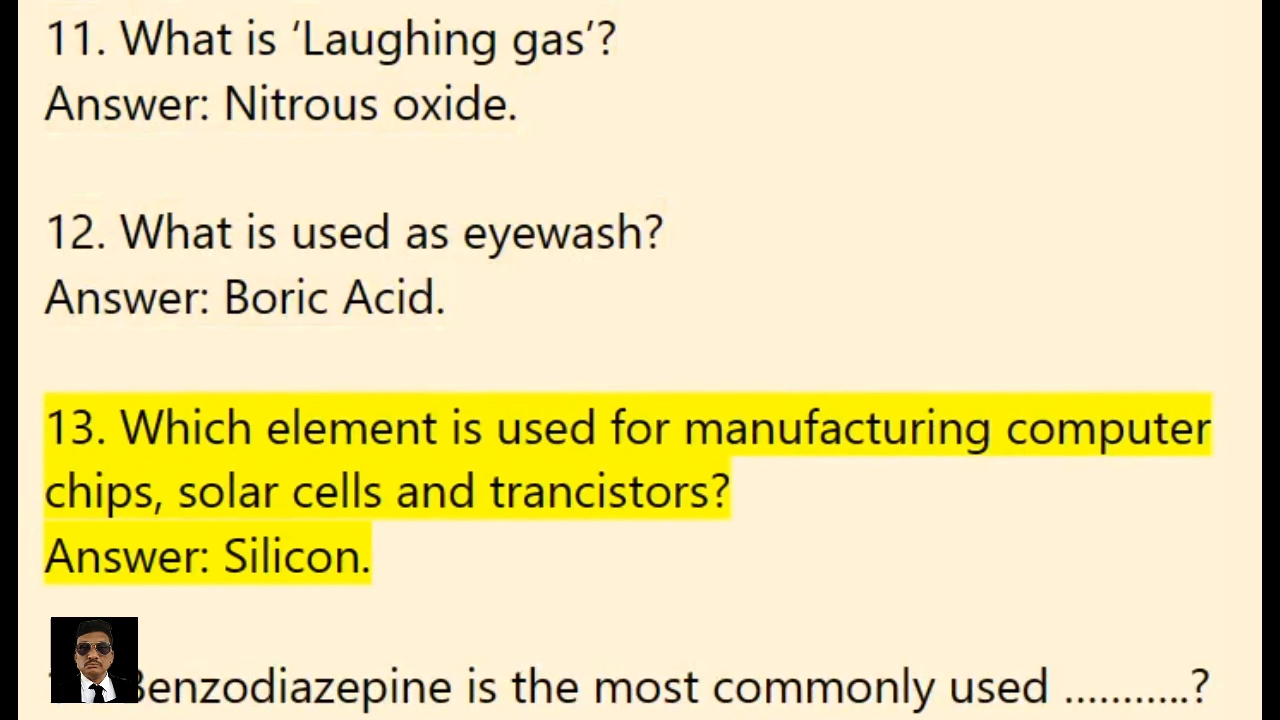 11. What is ‘Laughing gas’?
Answer: Nitrous oxide.
12. What is used as eyewash?
Answer: Boric Acid.
13. Which element is used for manufacturing computer
chips, solar cells and trancistors?
Answer: Silicon.
Benzodiazepine is the most commonly used ...........?